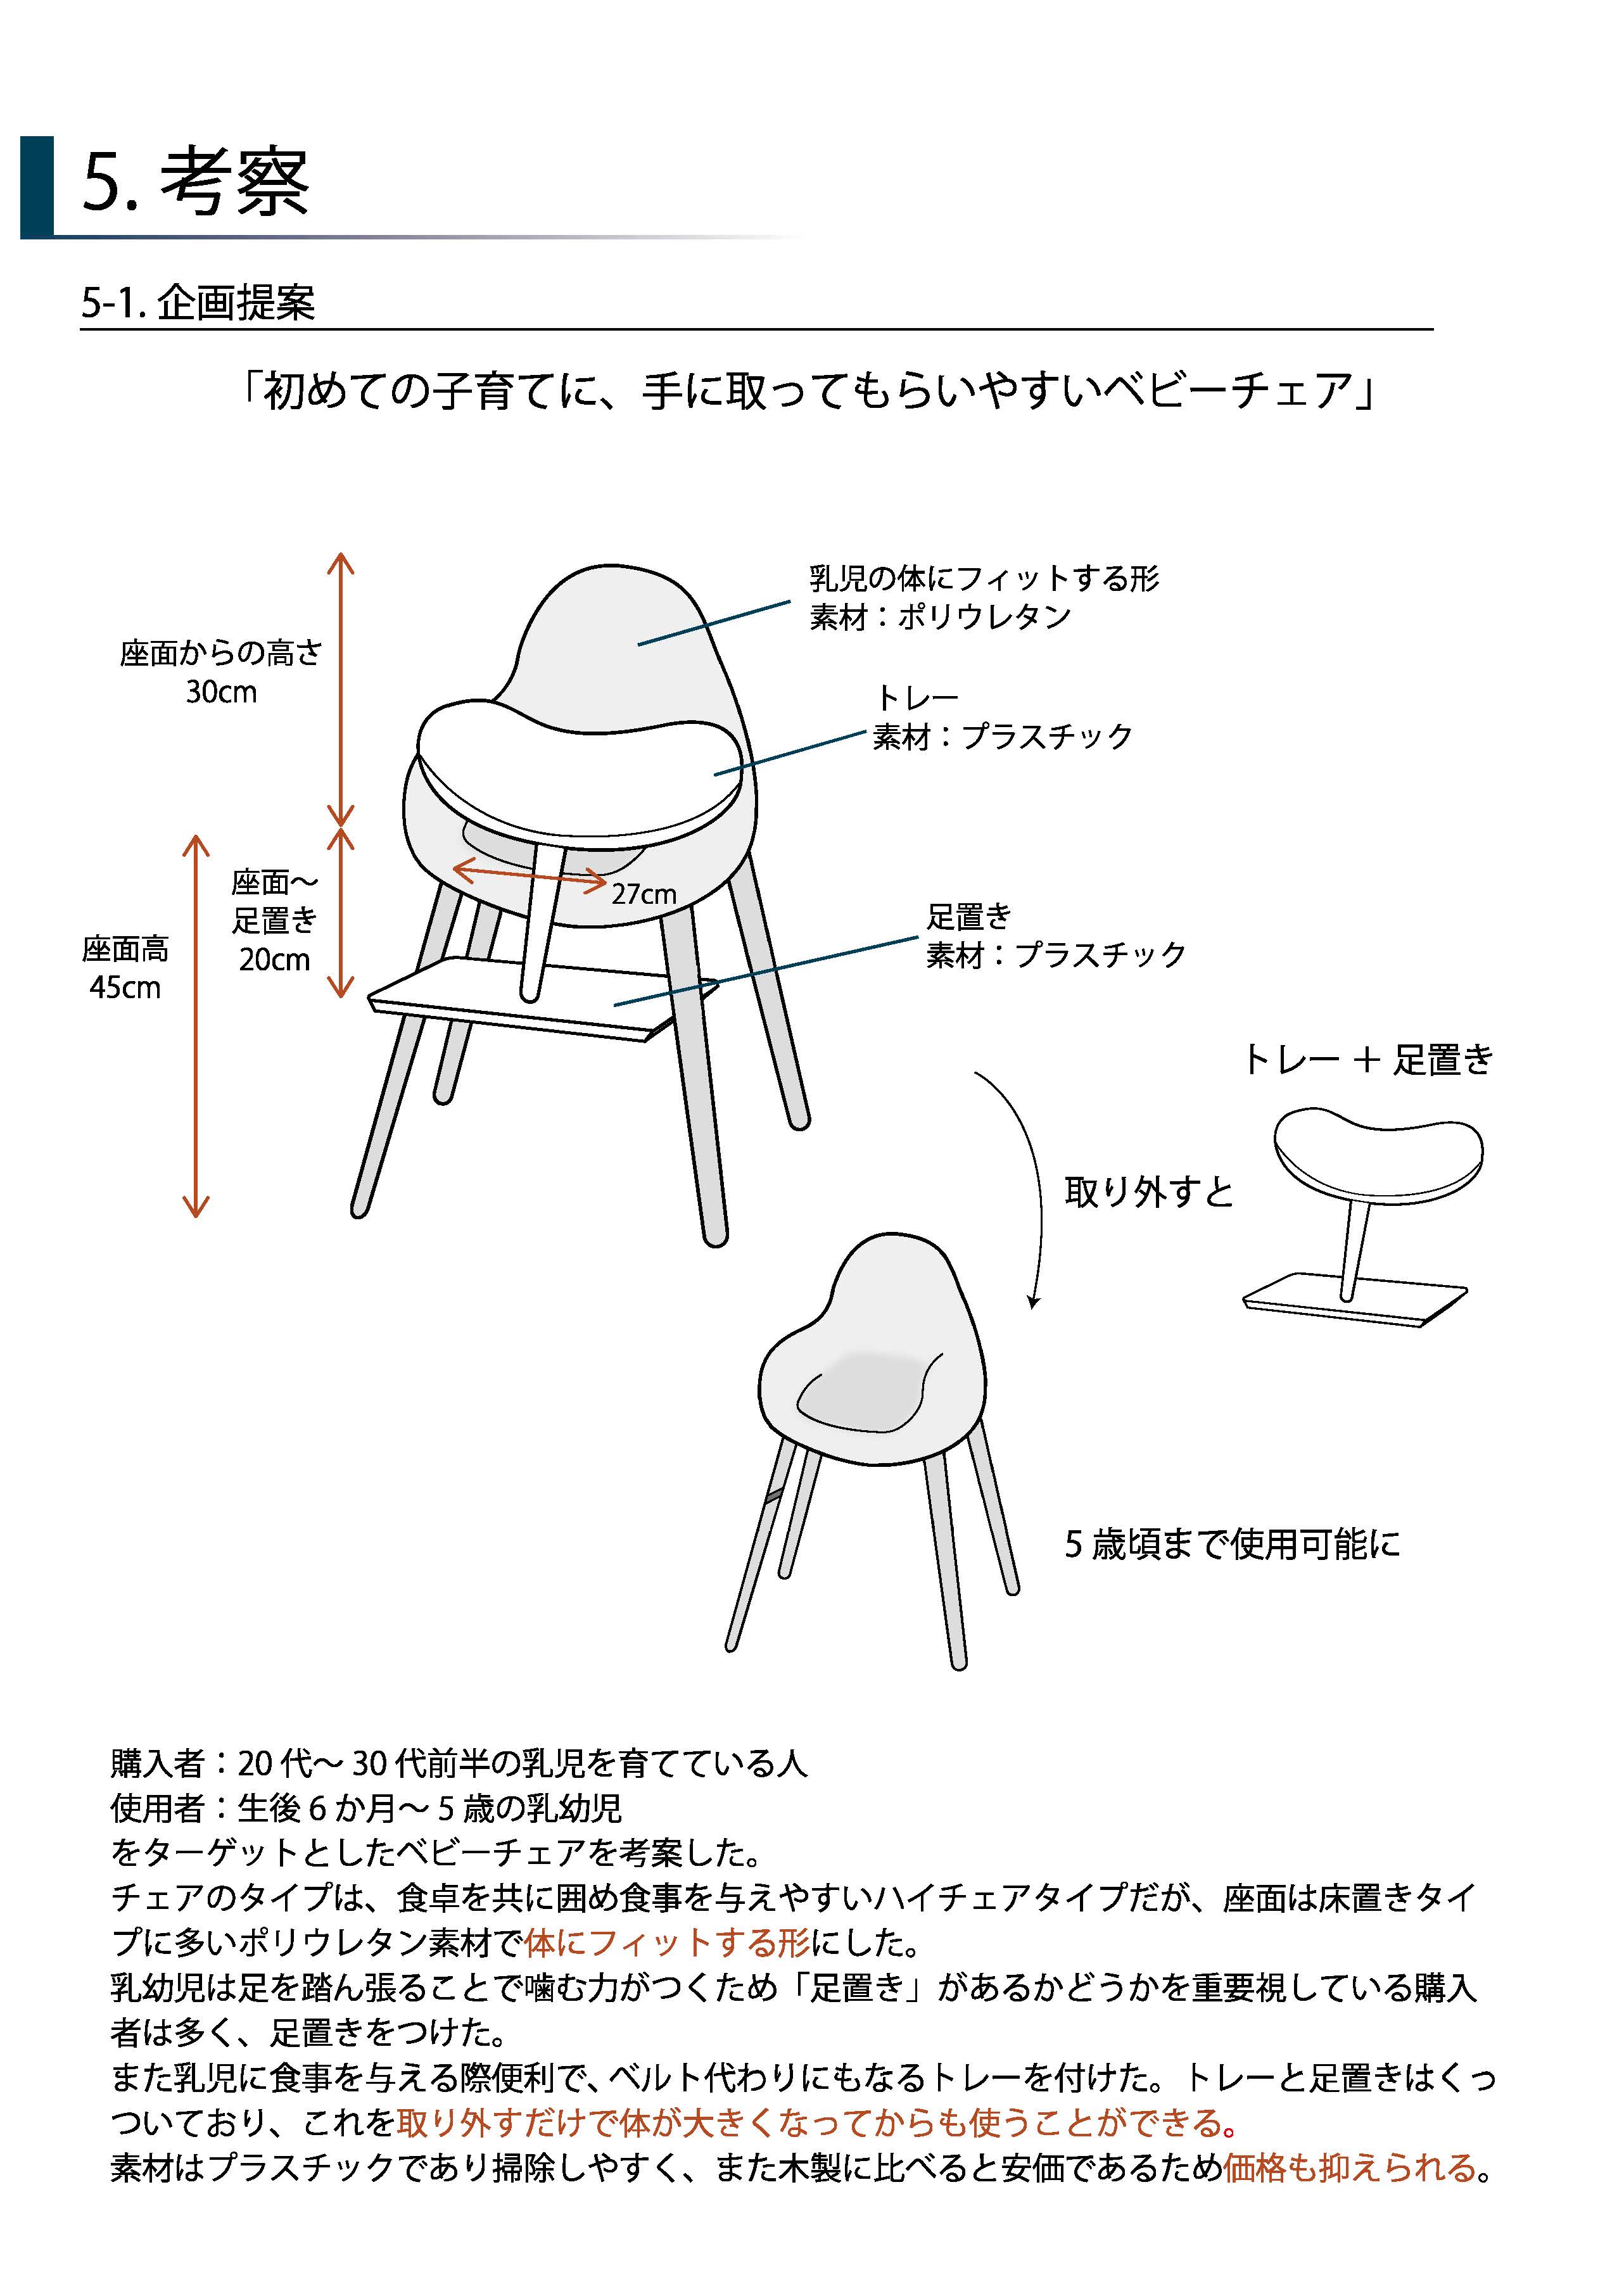 5. 考察
5-1. 企画提案
「初めての子育てに、手に取ってもらいやすいベビーチェア」
乳児の体にフィットする形
素材：ポリウレタン
座面からの高さ
30cm
トレー
素材：プラスチック
座面～
足置き
20cm
27cm
座面高
45cm
足置き
素材：プラスチック
トレー ＋ 足置き
取り外すと
5 歳頃まで使用可能に
購入者：20 代～ 30 代前半の乳児を育てている人
使用者：生後 6 か月～ 5 歳の乳幼児
をターゲットとしたベビーチェアを考案した。
チェアのタイプは、食卓を共に囲め食事を与えやすいハイチェアタイプだが、座面は床置きタイ
プに多いポリウレタン素材で体にフィットする形にした。
乳幼児は足を踏ん張ることで噛む力がつくため「足置き」があるかどうかを重要視している購入
者は多く、足置きをつけた。
また乳児に食事を与える際便利で、ベルト代わりにもなるトレーを付けた。トレーと足置きはくっ
ついており、これを取り外すだけで体が大きくなってからも使うことができる。
素材はプラスチックであり掃除しやすく、また木製に比べると安価であるため価格も抑えられる。